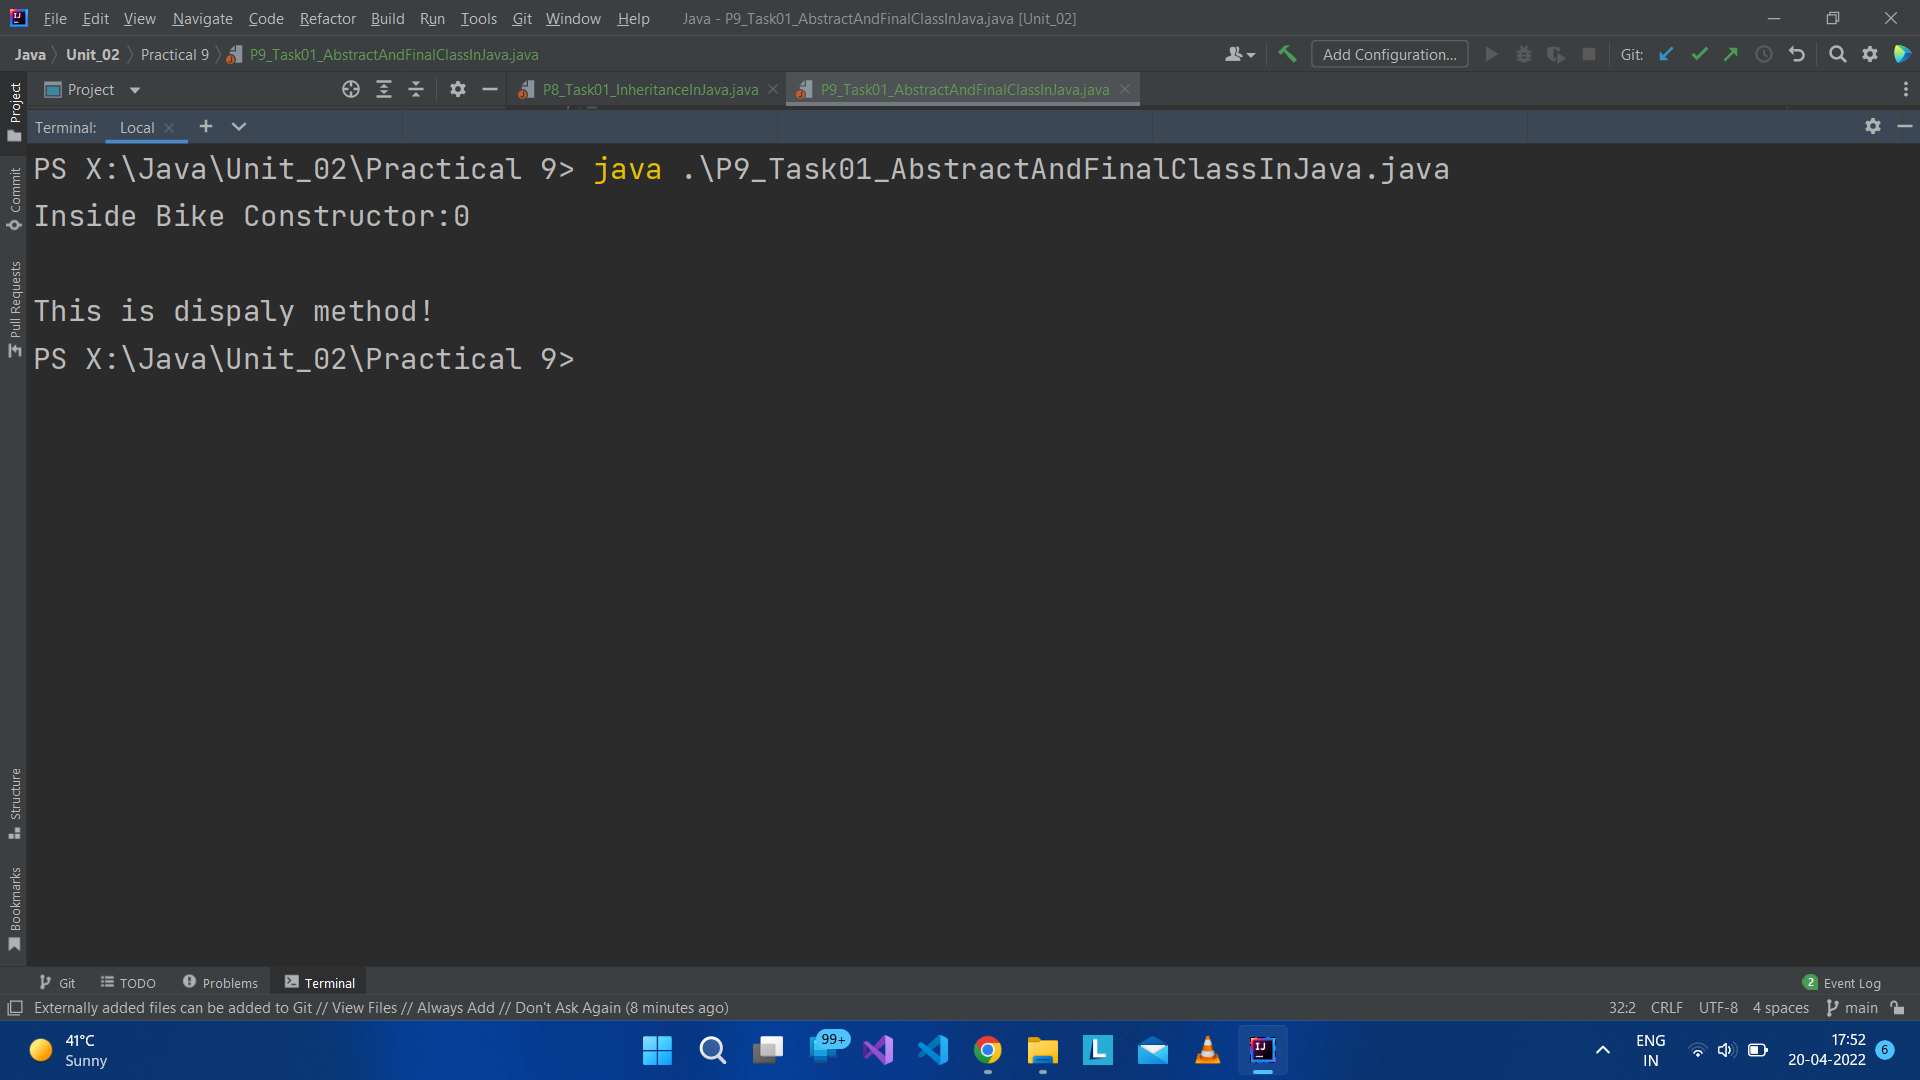 File Edit View Navigate Code Refactor Build Run Tools Git Window Help Java - P9_Task01_AbstractAndFinalClassInJava.java [Unit_02]
Java Unit_02 Practical 9 P9_Task01_AbstractAndFinalClassInJava.java Add Configuration... Git:
Project P8_Task01_InheritanceInJava.java P9_Task01_AbstractAndFinalClassInJava.java
Terminal: Local
PS X:\Java\Unit_02\Practical 9> java .\P9_Task01_AbstractAndFinalClassInJava.java
Inside Bike Constructor:0
This is dispaly method!
PS X:\Java\Unit_02\Practical 9>
Project
Commit
Pull Requests
Structure
Bookmarks
Git TODO Problems Terminal 2 Event Log
Externally added files can be added to Git // View Files // Always Add // Don't Ask Again (8 minutes ago) 32:2 CRLF UTF-8 4 spaces main
41°C
Sunny
99+
L
IJ
ENG
IN
17:52
20-04-2022
6